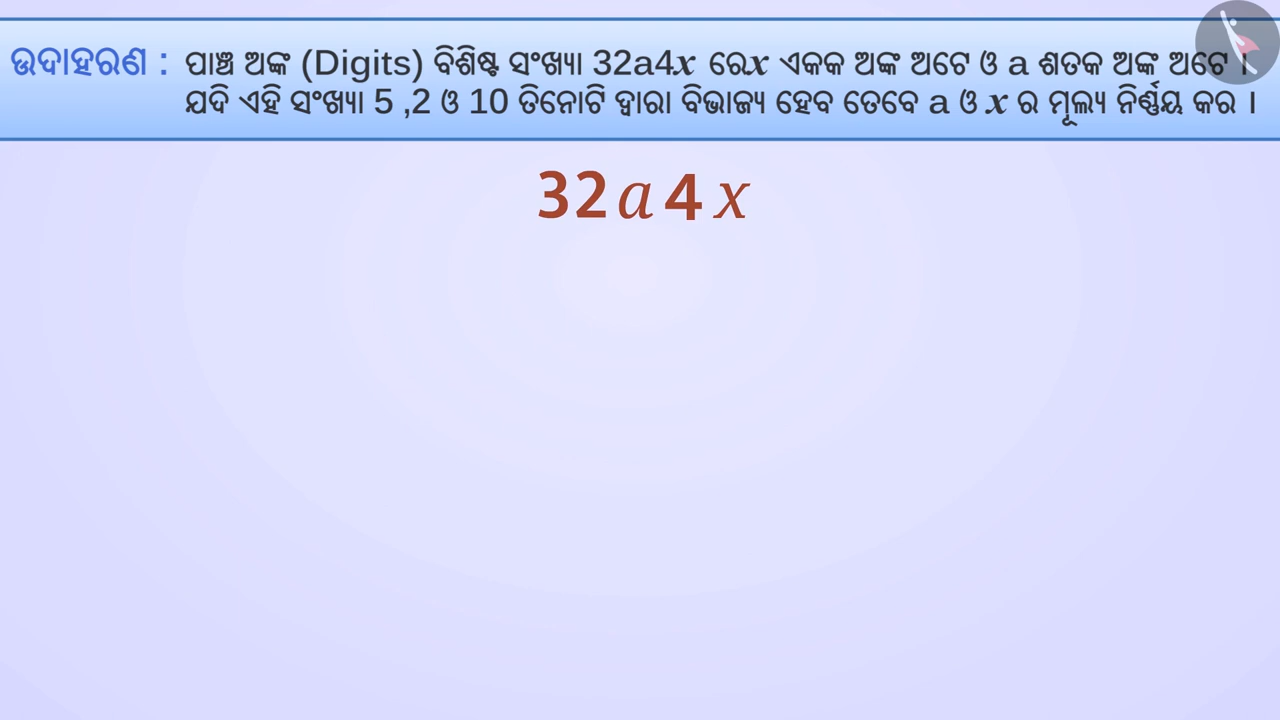 ଉଦାହରଣ : ପାଞ୍ଚ ଅଙ୍କ (Digits) ବିଶିଷ୍ଟ ସଂଖ୍ୟା 32a4x ରେx ଏକକ ଅଙ୍କ ଅଟେ ଓ a ଶତକ ଅଙ୍କ ଅଟେ ।
ଯଦି ଏହି ସଂଖ୍ୟା 5 ,2 ଓ 10 ତିନୋଟି ଦ୍ୱାରା ବିଭାଜ୍ୟ ହେବ ତେବେ a ଓ x ର ମୂଲ୍ୟ ନିର୍ଣ୍ଣୟ କର ।
32a4x